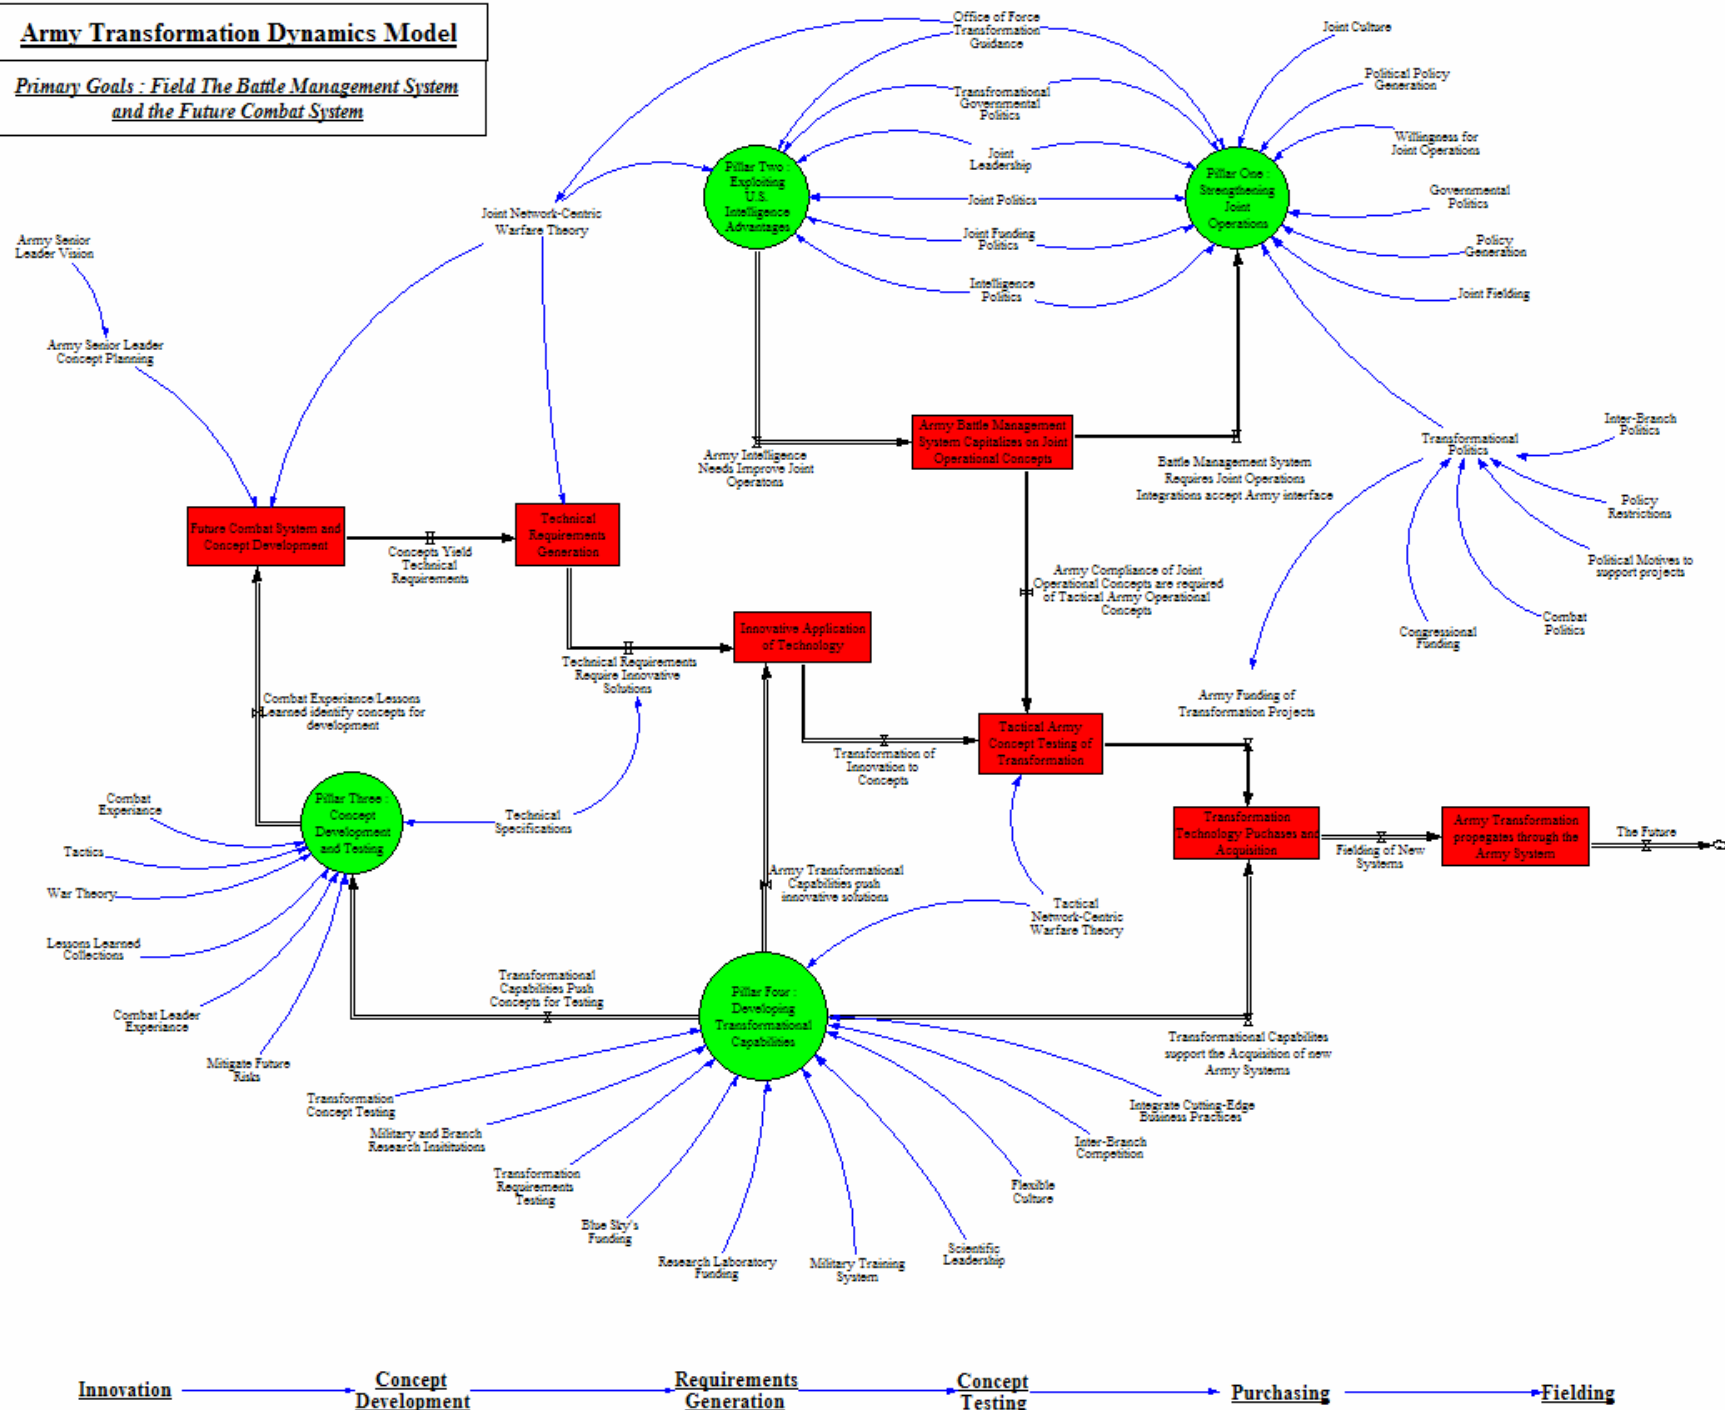 Army Transformation Dynamics Model
Primary Goals : Field The Battle Management System
and the Future Combat System
Office of Force
Transformation
Guidance
Joint Culture
Political Policy
Generation
Transfromational
Governmental
Politics
Willingness for
Joint Operations
Joint
Leadership
Pillar Two :
Exploiting
U.S.
Intelligence
Advantages
Pillar One :
Strengthening
Joint
Operations
Joint Politics
Governmental
Politics
Joint Network-Centric
Warfare Theory
Joint Funding
Politics
Policy
Generation
Army Senior
Leader Vision
Intelligence
Politics
Joint Fielding
Army Senior Leader
Concept Planning
Army Battle Management
System Capitalizes on Joint
Operational Concepts
Inter-Branch
Politics
Transformational
Politics
Army Intelligence
Needs Improve Joint
Operatons
Battle Management System
Requires Joint Operations
Integrations accept Army interface
Policy
Restrictions
Future Combat System and
Concept Development
Technical
Requirements
Generation
Concepts Yield
Technical
Requirements
Political Motives to
support projects
Army Compliance of Joint
Operational Concepts are required
of Tactical Army Operational
Concepts
Combat
Politics
Congressional
Funding
Innovative Application
of Technology
Technical Requirements
Require Innovative
Solutions
Army Funding of
Transformation Projects
Combat Experiance/Lessons
Learned identify concepts for
development
Tactical Army
Concept Testing of
Transformation
Transformation of
Innovation to
Concepts
Pillar Three :
Concept
Development
and Testing
Combat
Experiance
Technical
Specifications
Transformation
Technology Puchases and
Acquisition
Army Transformation
propagates through the
Army System
The Future
Fielding of New
Systems
Tactics
War Theory
Army Transformational
Capabilities push
innovative solutions
Tactical
Network-Centric
Warfare Theory
Lessons Learned
Collections
Transformational
Capabilities Push
Concepts for Testing
Pillar Four :
Developing
Transformational
Capabilities
Combat Leader
Experiance
Transformational Capabilites
support the Acquisition of new
Army Systems
Mitigate Future
Risks
Transformation
Concept Testing
Integrate Cutting-Edge
Business Practices
Military and Branch
Research Insititutions
Inter-Branch
Competition
Transformation
Requirements
Testing
Flexible
Culture
Blue Sky's
Funding
Scientific
Leadership
Research Laboratory
Funding
Military Training
System
Innovation
Concept
Development
Requirements
Generation
Concept
Testing
Purchasing
Fielding